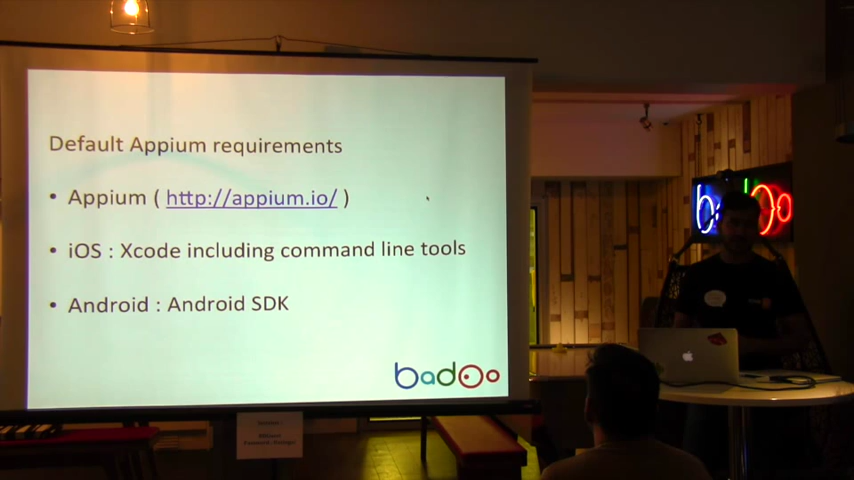 Default Appium requirements
• Appium ( http://appium.io/ )
• iOS : Xcode including command line tools
• Android : Android SDK
badoo